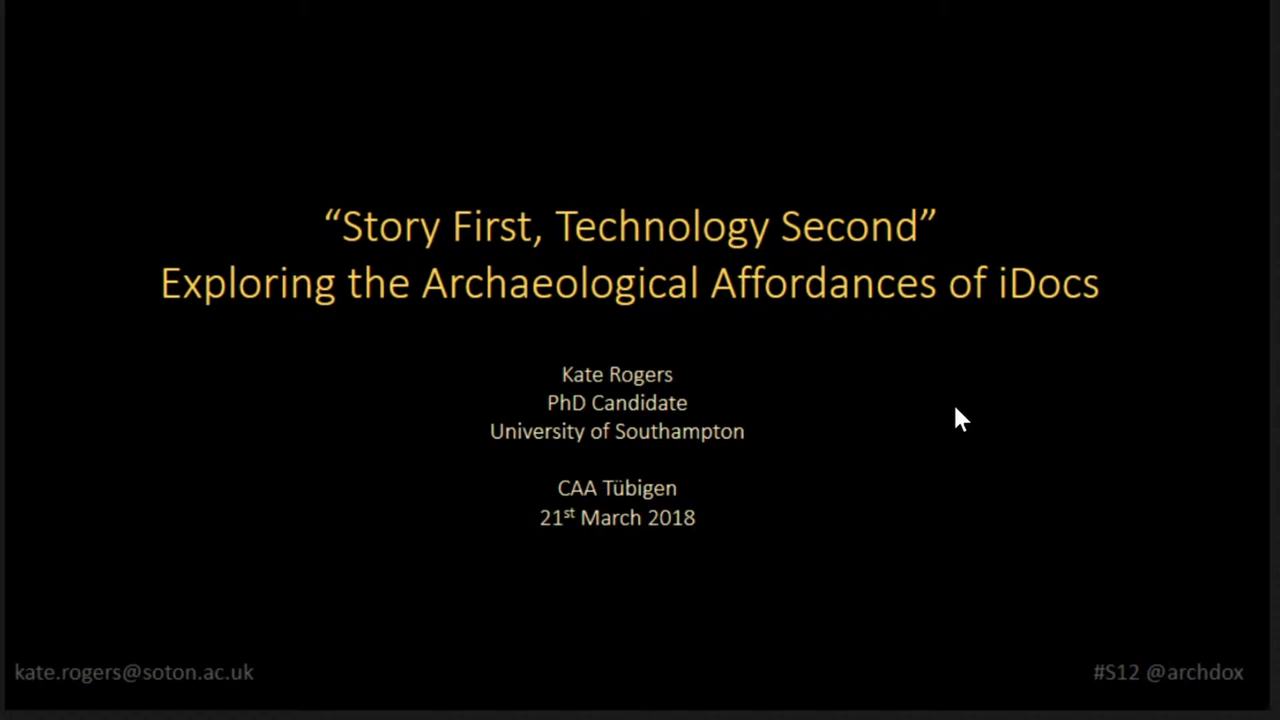 “Story First, Technology Second”
Exploring the Archaeological Affordances of iDocs
Kate Rogers
PhD Candidate
University of Southampton
CAA Tübigen
21st March 2018
kate.rogers@soton.ac.uk
#S12 @archdox